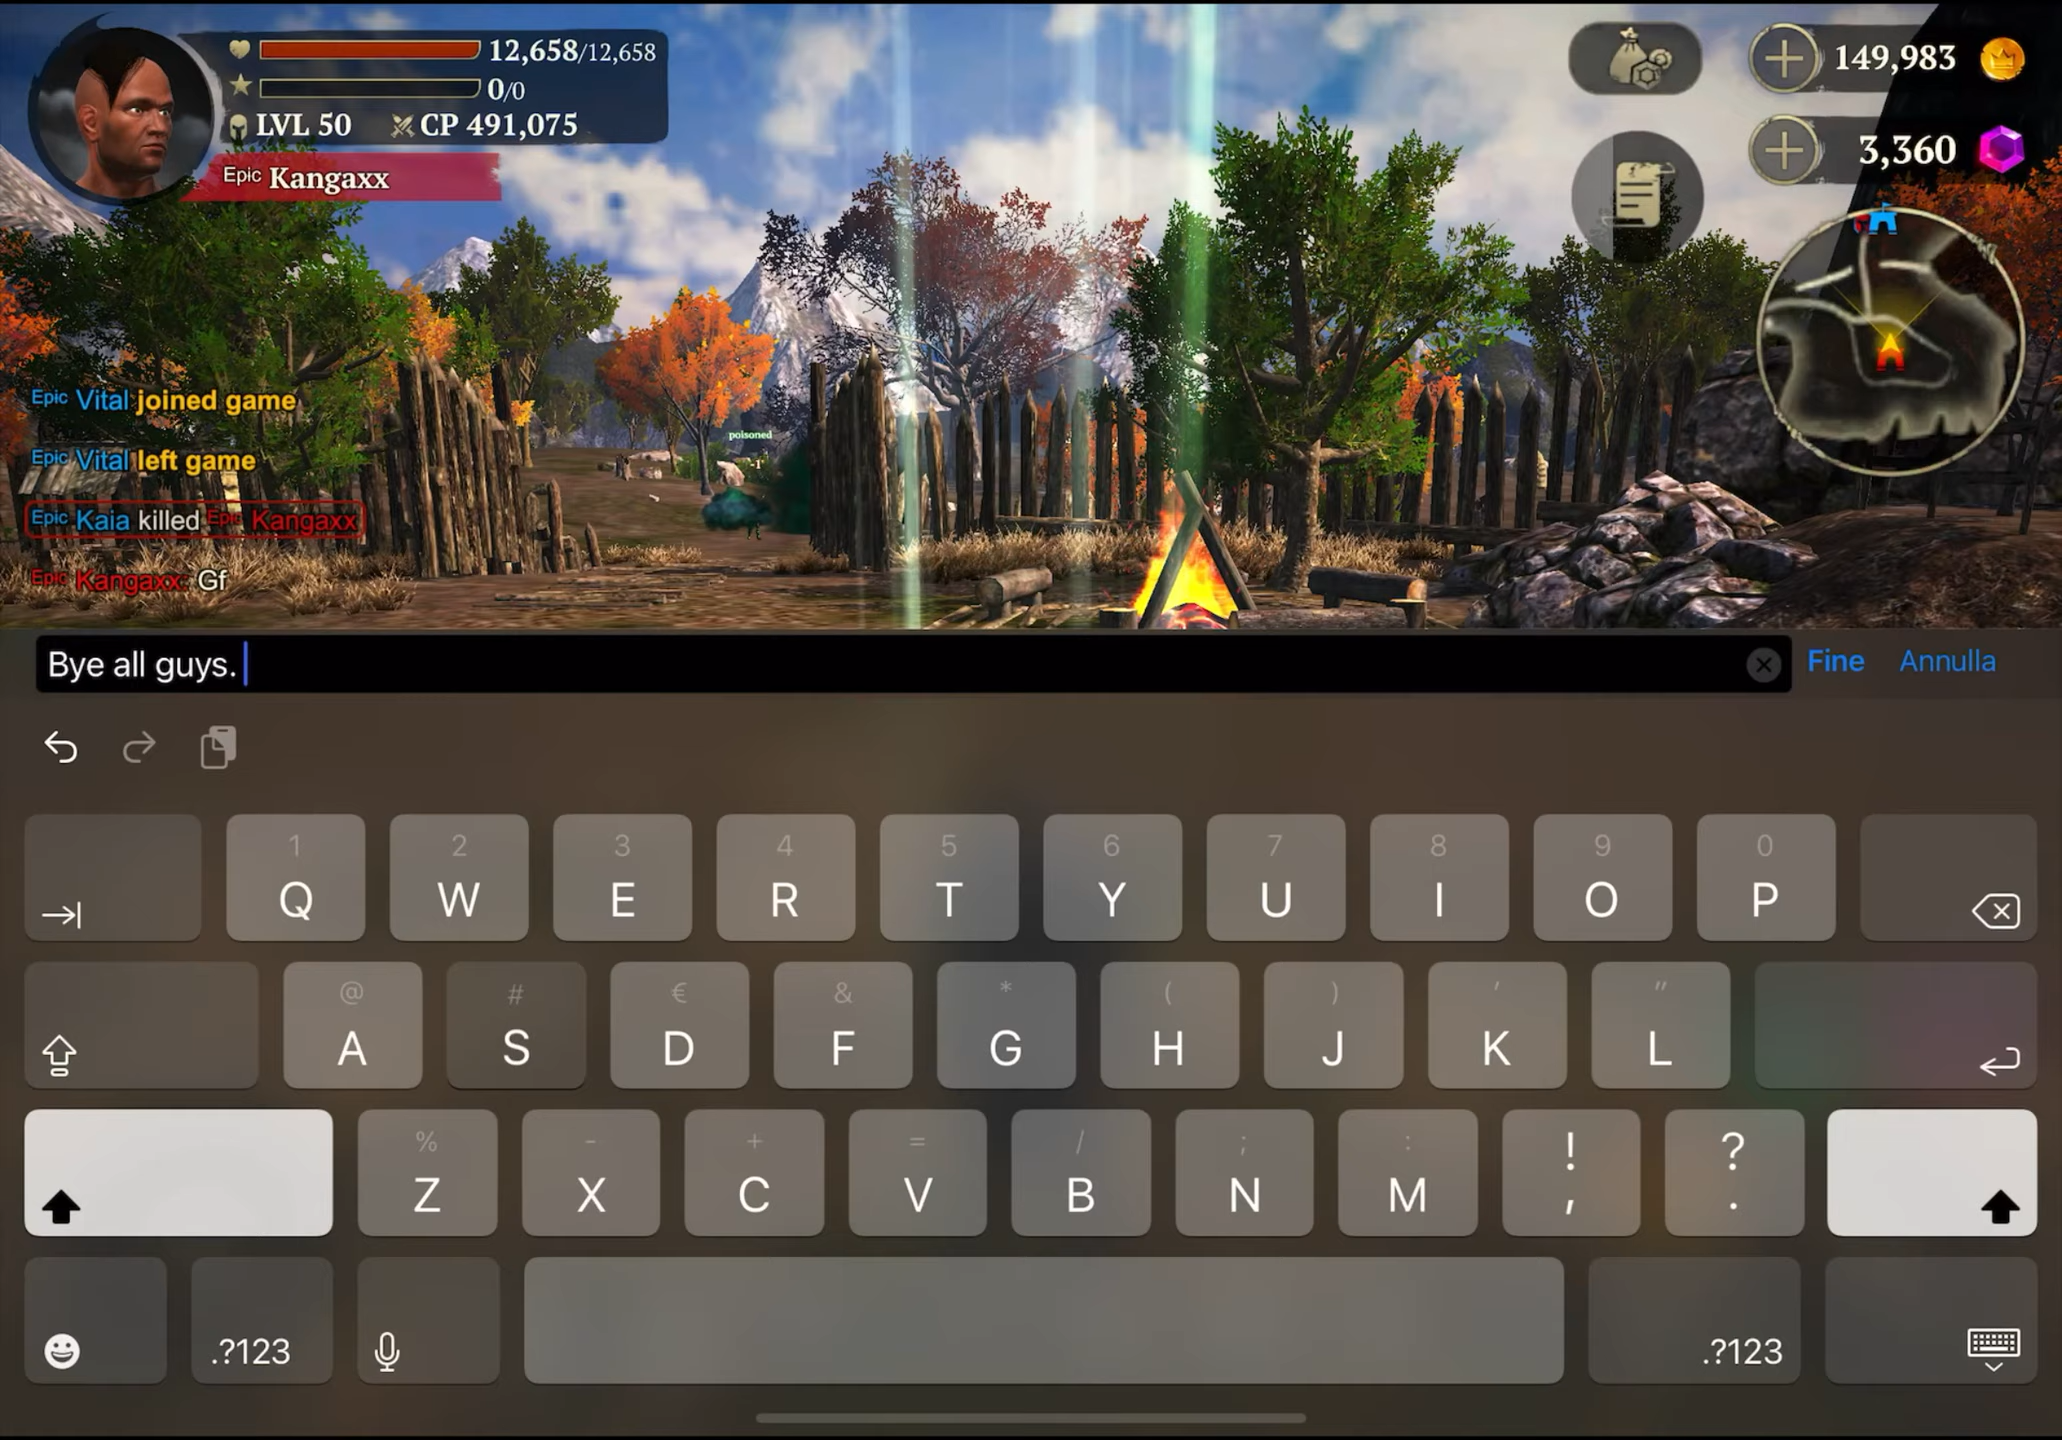 12,658/12,658
0/0
LVL 50 CP 491,075
Epic Kangaxx
149,983
3,360
Epic Vital joined game
Epic Vital left game
Epic Kaia killed Epic Kangaxx
Epic Kangaxx: Gf
poisoned
-1
Bye all guys.
Fine Annulla
1 2 3 4 5 6 7 8 9 0
Q W E R T Y U I O P
@ # € & * ( ) ' "
A S D F G H J K L
% - + = / ; : ! ?
Z X C V B N M , .
.?123 .?123